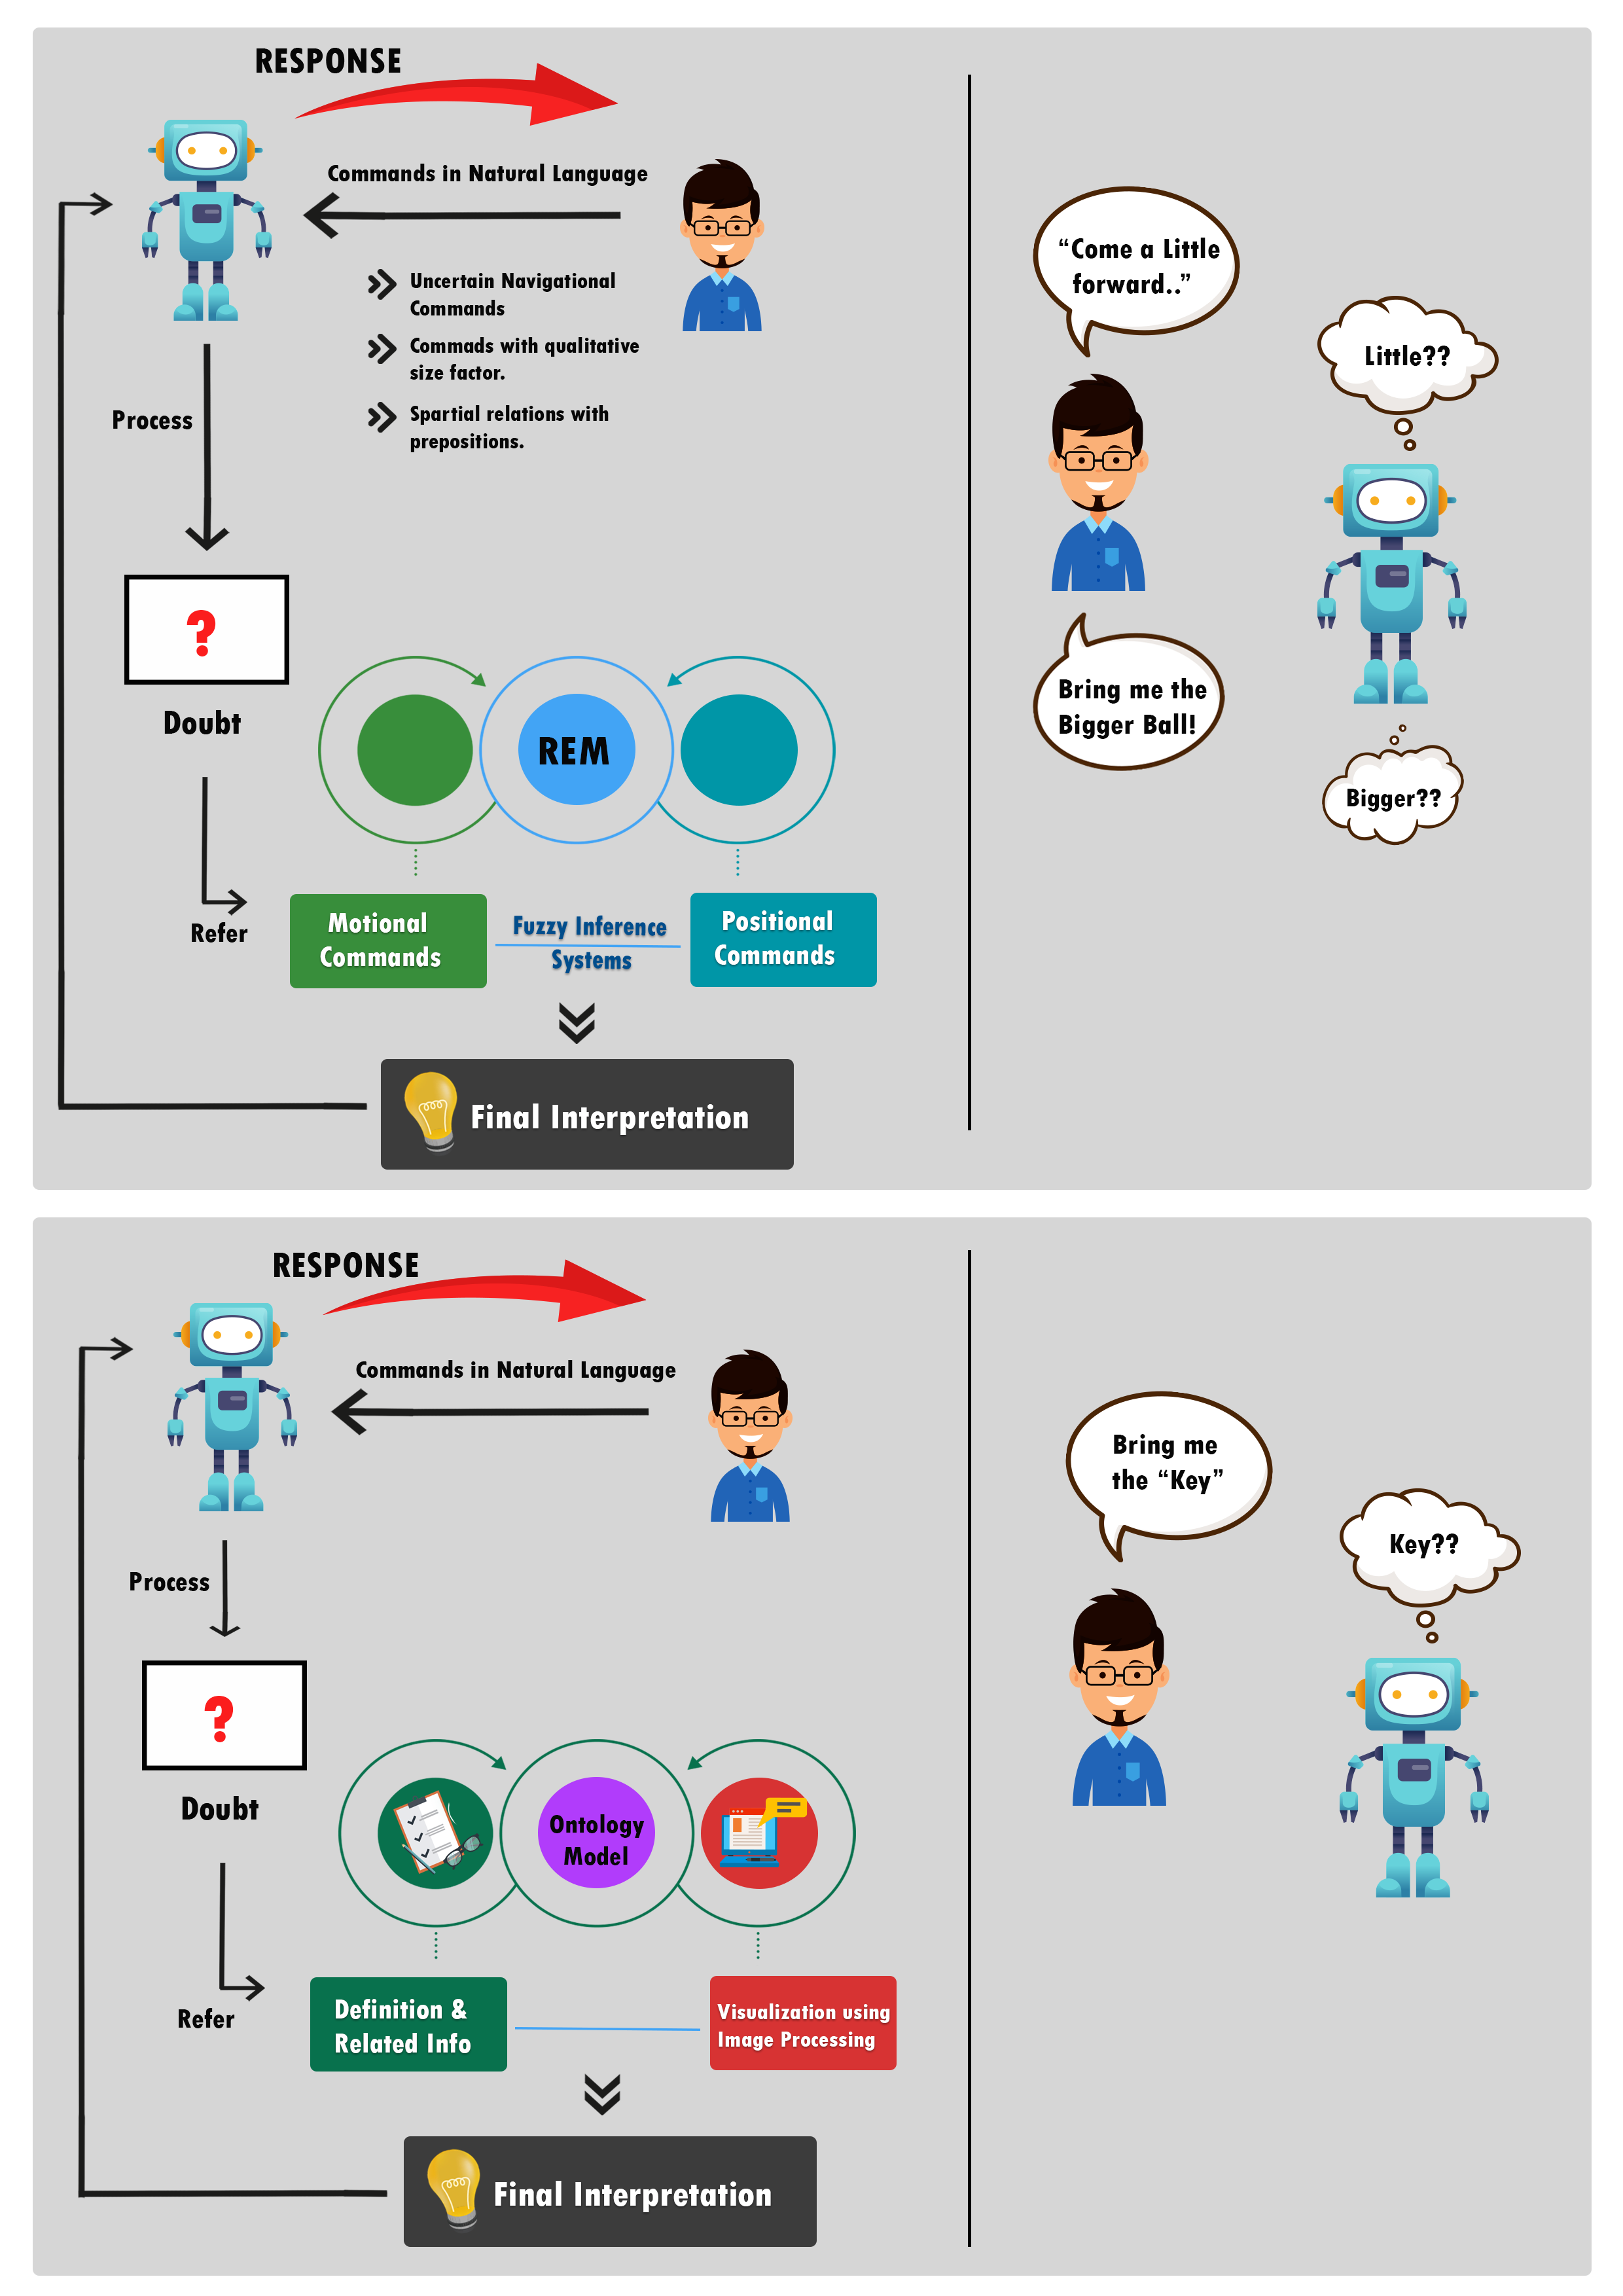 RESPONSE
Commands in Natural Language
Uncertain Navigational
Commands
Commads with qualitative
size factor.
Spartial relations with
prepositions.
Process
?
Doubt
REM
Refer
Motional
Commands
Fuzzy Inference
Systems
Positional
Commands
Final Interpretation
“Come a Little
forward..”
Little??
Bring me the
Bigger Ball!
Bigger??
RESPONSE
Commands in Natural Language
Process
?
Doubt
Ontology
Model
Refer
Definition &
Related Info
Visualization using
Image Processing
Final Interpretation
Bring me
the “Key”
Key??